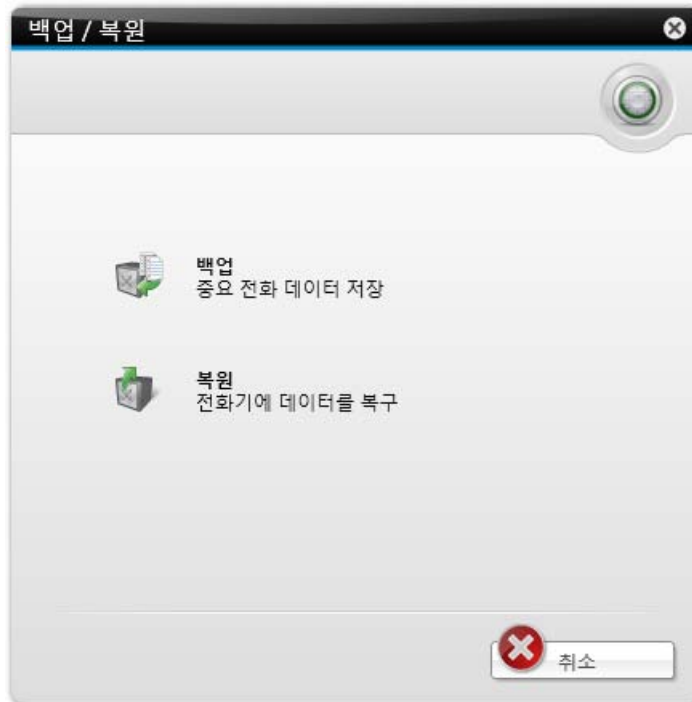 백업 / 복원
백업
중요 전화 데이터 저장
복원
전화기에 데이터를 복구
취소